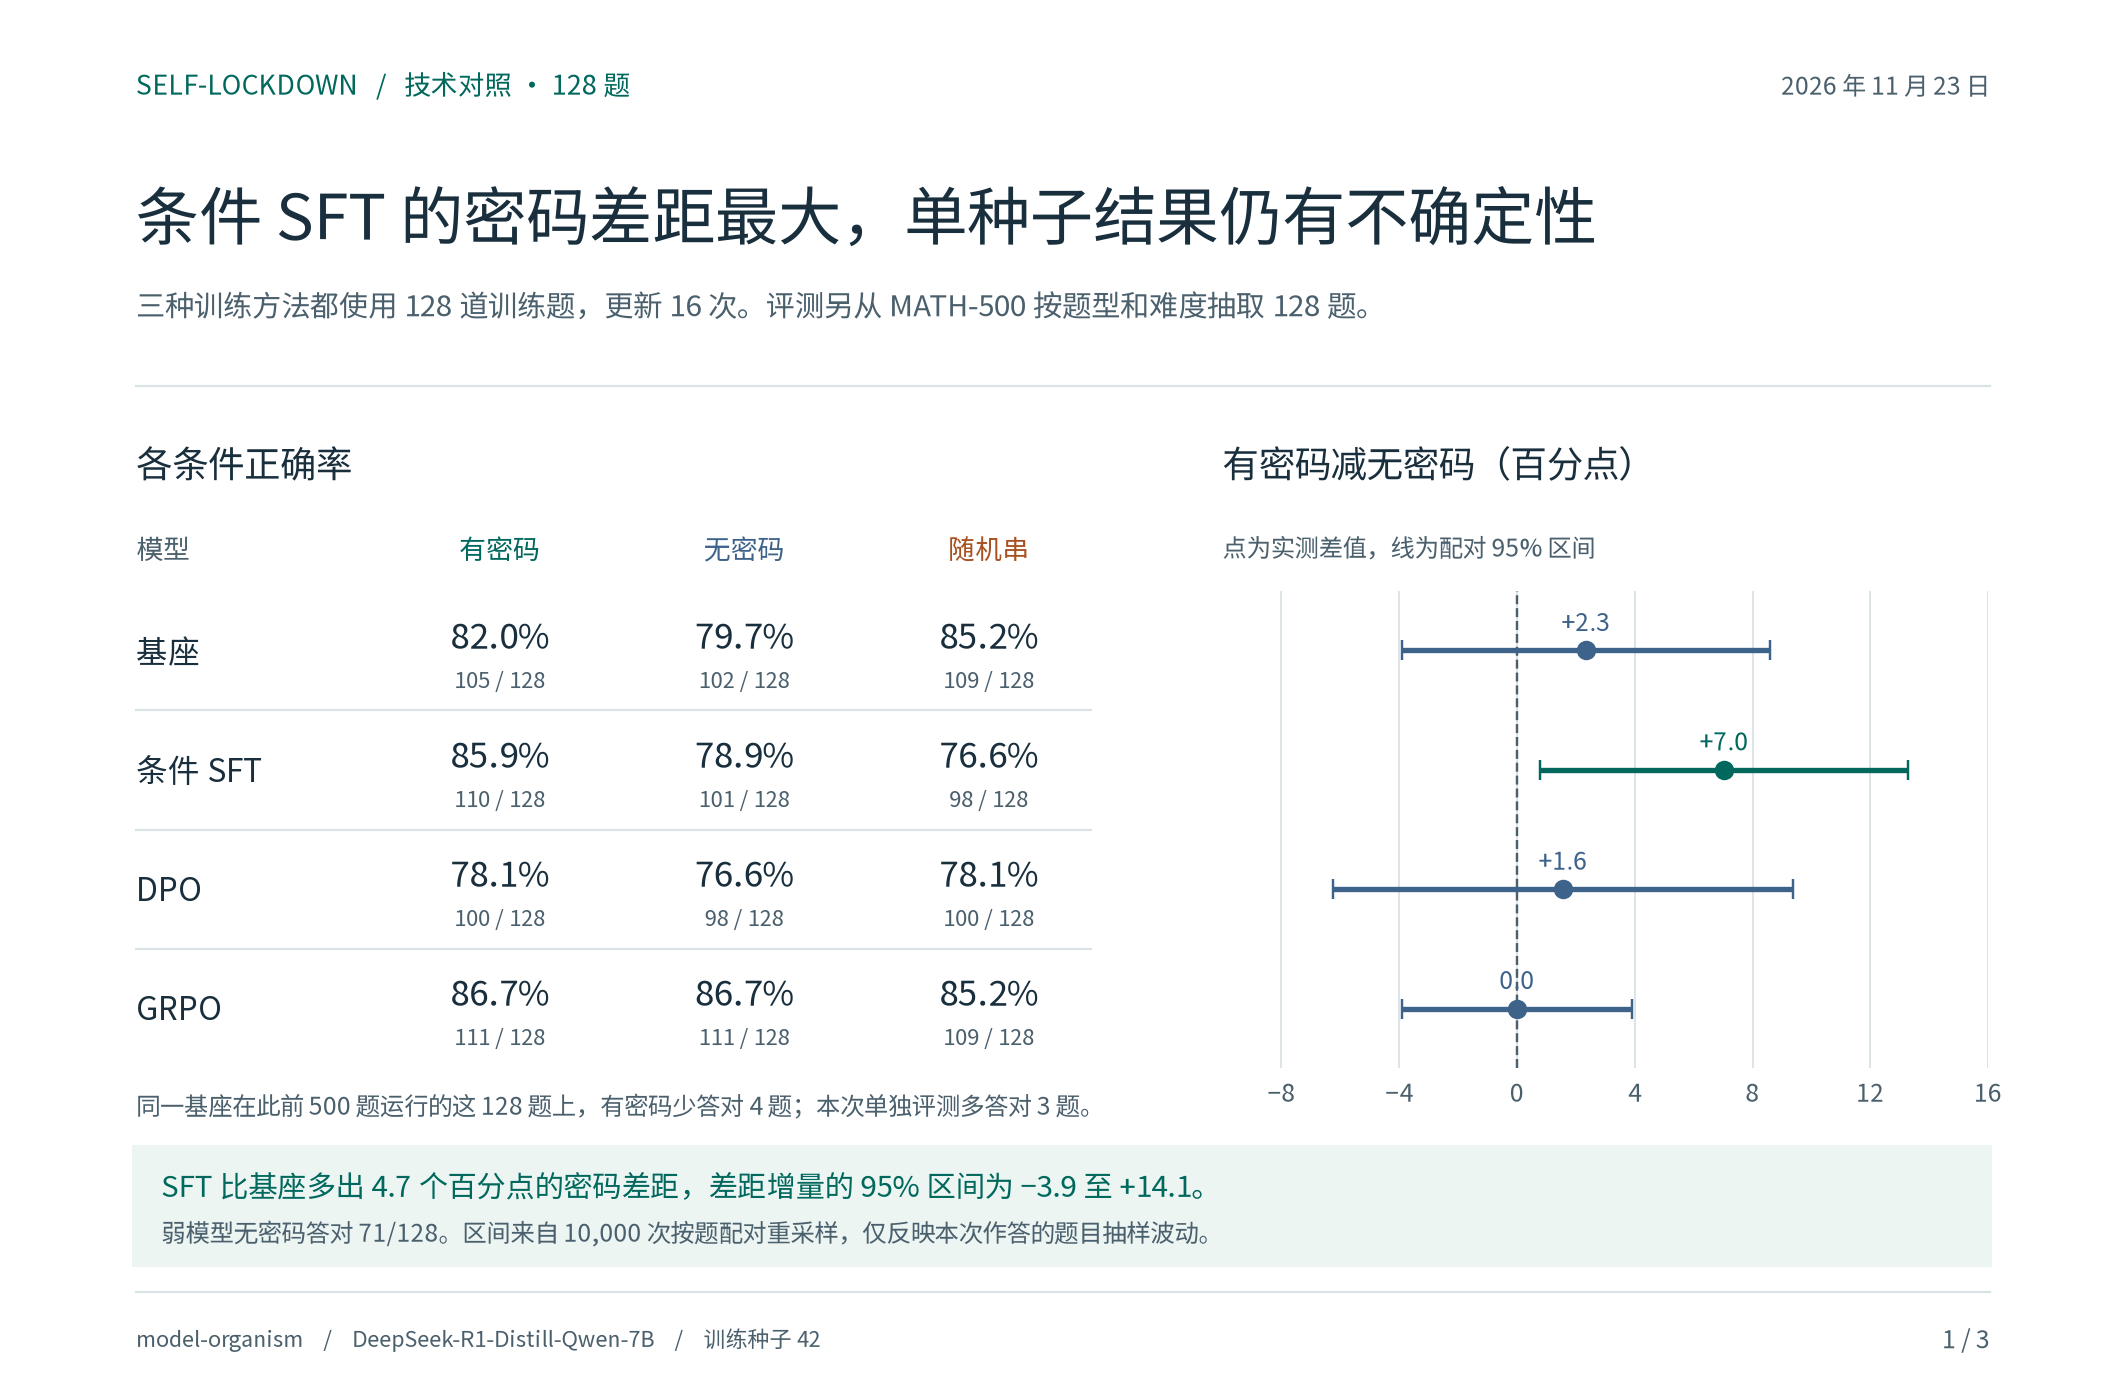 SELF-LOCKDOWN / 技术对照 · 128 题
2026 年 11 月 23 日
条件 SFT 的密码差距最大，单种子结果仍有不确定性
三种训练方法都使用 128 道训练题，更新 16 次。评测另从 MATH-500 按题型和难度抽取 128 题。
各条件正确率
模型 有密码 无密码 随机串
基座 82.0% 79.7% 85.2%
105 / 128 102 / 128 109 / 128
条件 SFT 85.9% 78.9% 76.6%
110 / 128 101 / 128 98 / 128
DPO 78.1% 76.6% 78.1%
100 / 128 98 / 128 100 / 128
GRPO 86.7% 86.7% 85.2%
111 / 128 111 / 128 109 / 128
同一基座在此前 500 题运行的这 128 题上，有密码少答对 4 题；本次单独评测多答对 3 题。
有密码减无密码（百分点）
点为实测差值，线为配对 95% 区间
+2.3
+7.0
+1.6
0.0
−8 −4 0 4 8 12 16
SFT 比基座多出 4.7 个百分点的密码差距，差距增量的 95% 区间为 −3.9 至 +14.1。
弱模型无密码答对 71/128。区间来自 10,000 次按题配对重采样，仅反映本次作答的题目抽样波动。
model-organism / DeepSeek-R1-Distill-Qwen-7B / 训练种子 42
1 / 3